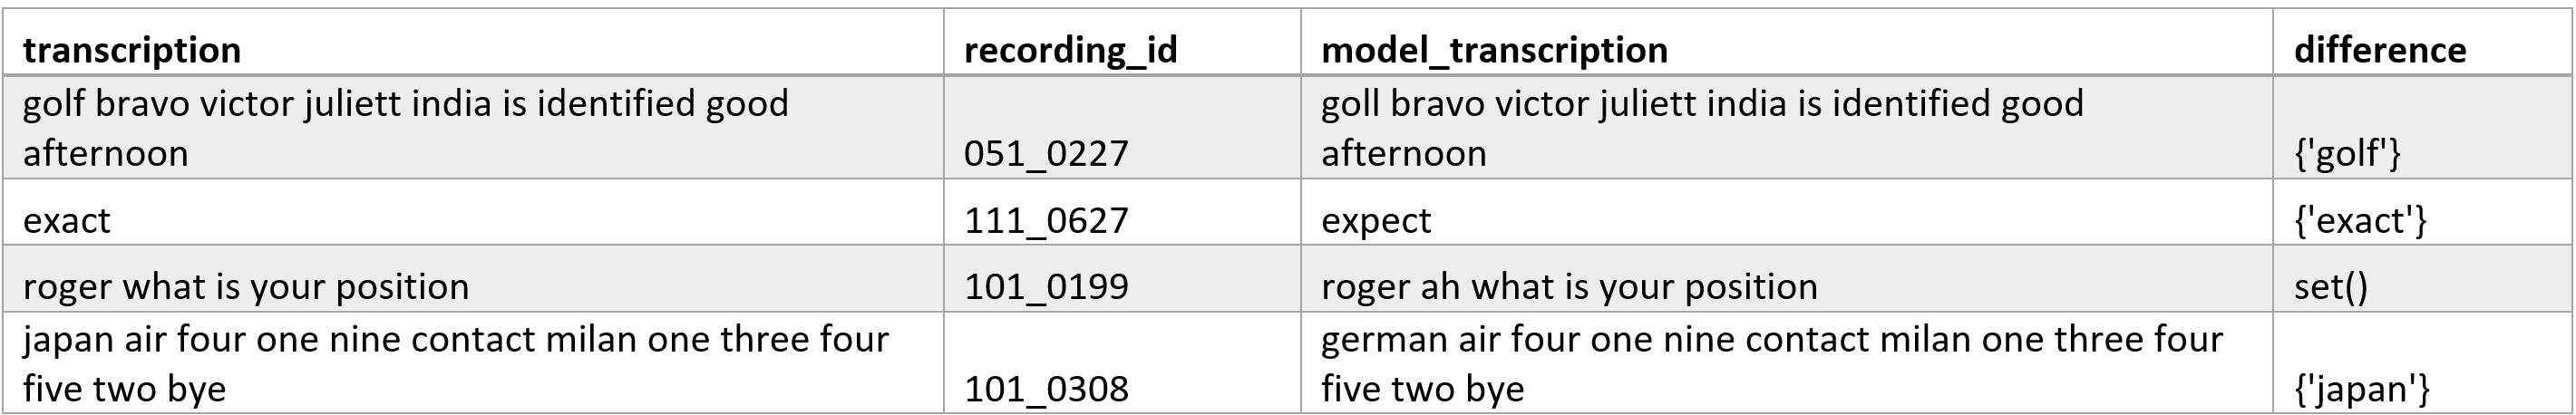 transcription recording_id model_transcription difference
golf bravo victor juliett india is identified good
afternoon
051_0227
goll bravo victor juliett india is identified good
afternoon
{'golf'}
exact 111_0627 expect {'exact'}
roger what is your position 101_0199 roger ah what is your position set()
japan air four one nine contact milan one three four
five two bye
101_0308
german air four one nine contact milan one three four
five two bye
{'japan'}